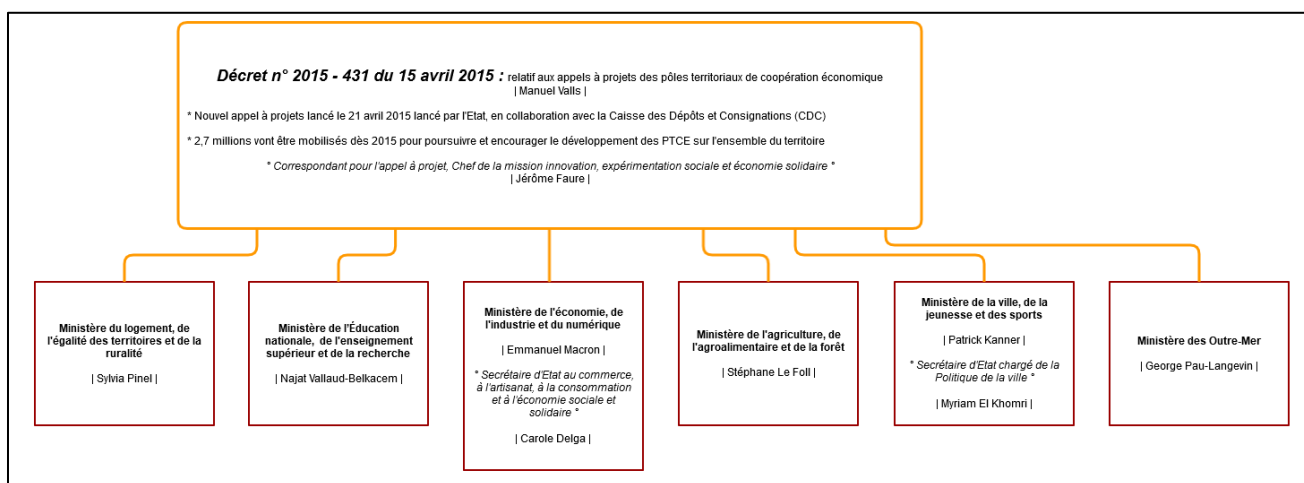 Décret n° 2015 - 431 du 15 avril 2015 : relatif aux appels à projets des pôles territoriaux de coopération économique
| Manuel Valls |
* Nouvel appel à projets lancé le 21 avril 2015 lancé par l'Etat, en collaboration avec la Caisse des Dépôts et Consignations (CDC)
* 2,7 millions vont être mobilisés dès 2015 pour poursuivre et encourager le développement des PTCE sur l'ensemble du territoire
° Correspondant pour l'appel à projet, Chef de la mission innovation, expérimentation sociale et économie solidaire °
| Jérôme Faure |
Ministère du logement, de
l'égalité des territoires et de la
ruralité
| Sylvia Pinel |
Ministère de l'Éducation
nationale, de l'enseignement
supérieur et de la recherche
| Najat Vallaud-Belkacem |
Ministère de l'économie, de
l'industrie et du numérique
| Emmanuel Macron |
° Secrétaire d'Etat au commerce,
à l'artisanat, à la consommation
et à l'économie sociale et
solidaire °
| Carole Delga |
Ministère de l'agriculture, de
l'agroalimentaire et de la forêt
| Stéphane Le Foll |
Ministère de la ville, de la
jeunesse et des sports
| Patrick Kanner |
° Secrétaire d'Etat chargé de la
Politique de la ville °
| Myriam El Khomri |
Ministère des Outre-Mer
| George Pau-Langevin |